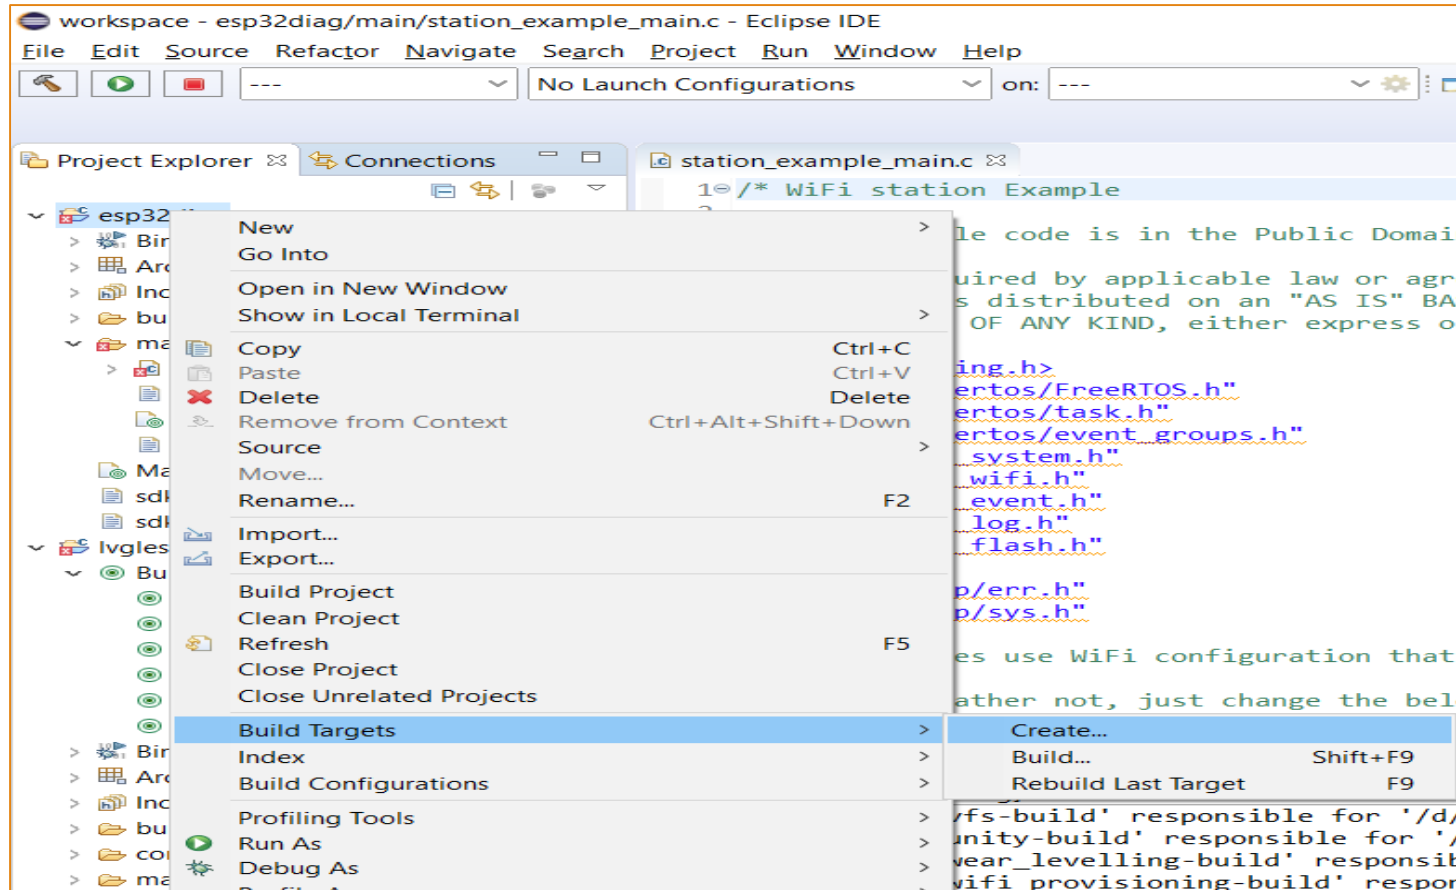 workspace - esp32diag/main/station_example_main.c - Eclipse IDE
File Edit Source Refactor Navigate Search Project Run Window Help
--- No Launch Configurations on: ---
Project Explorer Connections station_example_main.c
1 /* WiFi station Example
esp32
New
le code is in the Public Domai
Go Into
uired by applicable law or agr
Open in New Window
s distributed on an "AS IS" BA
Show in Local Terminal
OF ANY KIND, either express o
Copy Ctrl+C
ing.h>
Paste Ctrl+V
ertos/FreeRTOS.h"
Delete Delete
ertos/task.h"
Remove from Context Ctrl+Alt+Shift+Down
ertos/event_groups.h"
Source
_system.h"
Move...
_wifi.h"
Rename... F2
_event.h"
_log.h"
Import...
_flash.h"
Export...
Build Project
p/err.h"
Clean Project
p/sys.h"
Refresh F5
es use WiFi configuration that
Close Project
Close Unrelated Projects
ather not, just change the bel
Build Targets
Create...
Index
Build... Shift+F9
Build Configurations
Rebuild Last Target F9
Profiling Tools
vfs-build' responsible for '/d/
Run As
unity-build' responsible for '/
Debug As
wear_levelling-build' responsib
wifi_provisioning-build' respon
Bin
Arc
Inc
bu
ma
Ma
sdk
sdk
lvgles
Bu
Bin
Arc
Inc
bu
co
ma